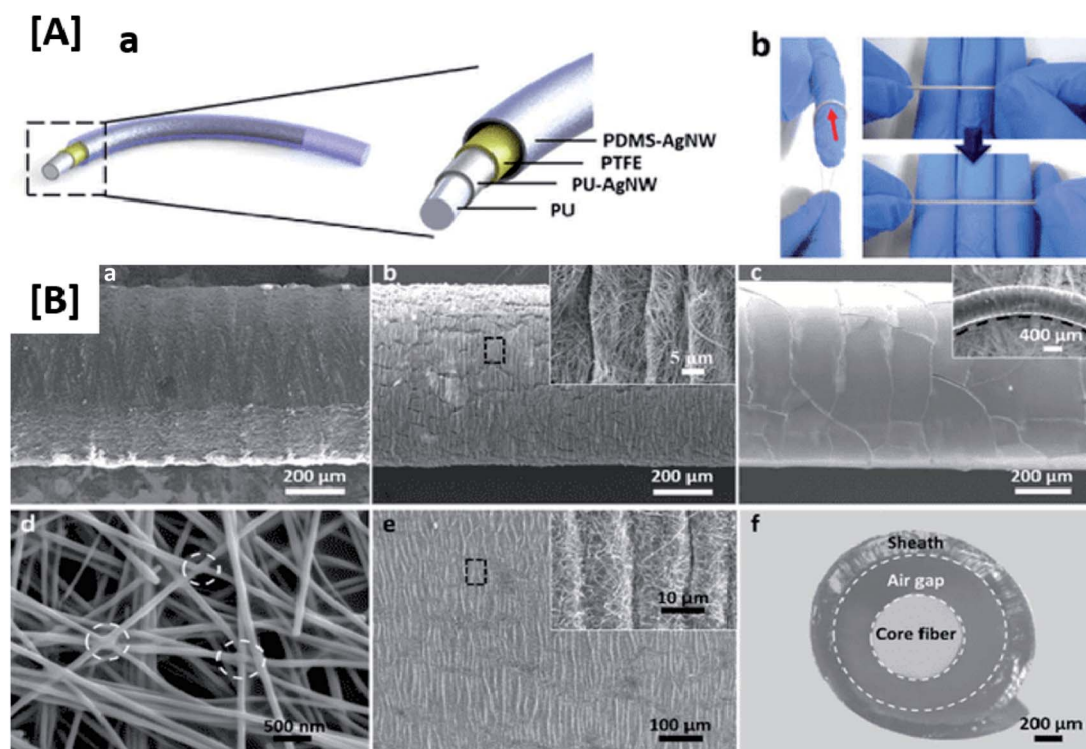 [A]
a
PDMS-AgNW
PTFE
PU-AgNW
PU
b
[B]
a
200 μm
b
5 μm
200 μm
c
400 μm
200 μm
d
500 nm
e
10 μm
100 μm
f
Sheath
Air gap
Core fiber
200 μm